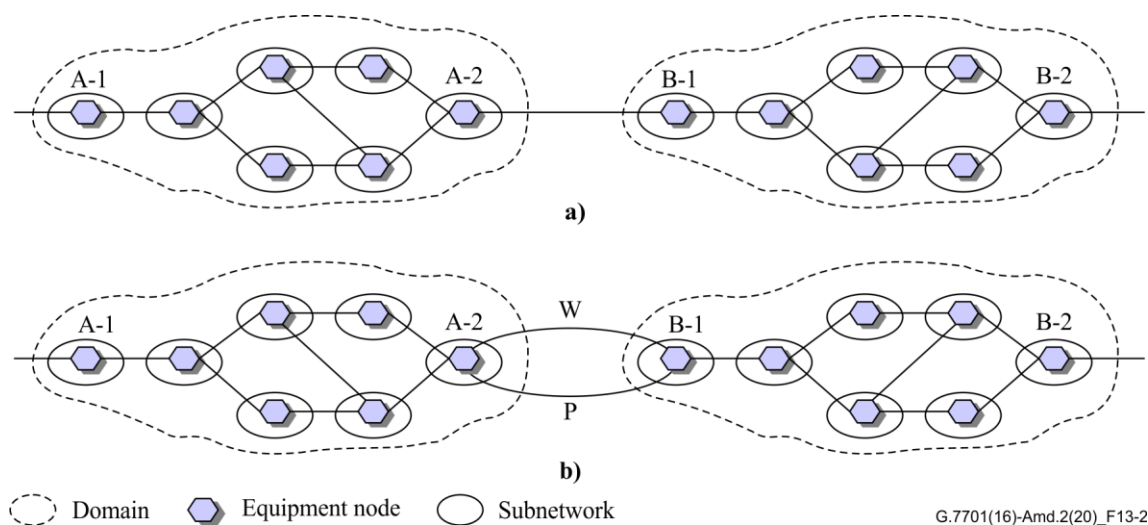 A-1 A-2 B-1 B-2
a)
W
A-1 A-2 B-1 B-2
P
b)
Domain Equipment node Subnetwork
G.7701(16)-Amd.2(20)_F13-2